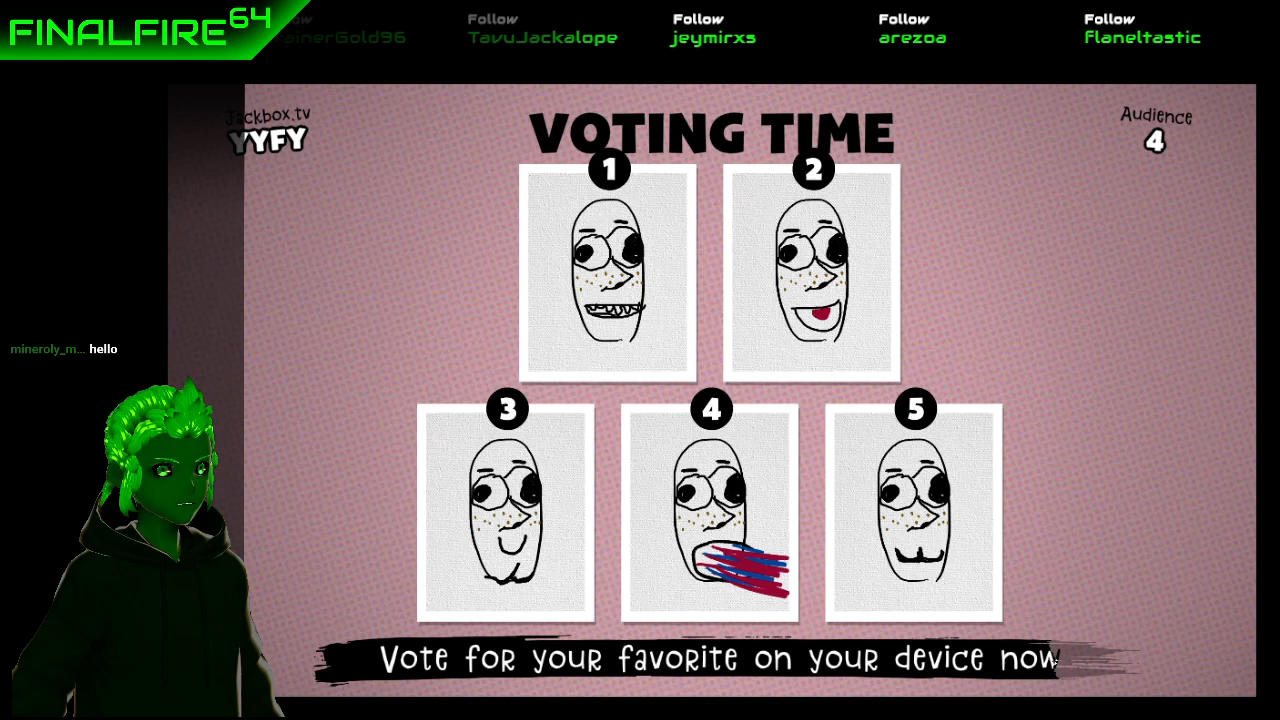 FINALFIRE64
Follow
Follow
Follow
Follow
TavuJackalope
jeymirxs
arezoa
Flaneltastic
Jackbox.tv
YYFY
VOTING TIME
Audience
4
1
2
mineroly_m... hello
3
4
5
Vote for your favorite on your device now